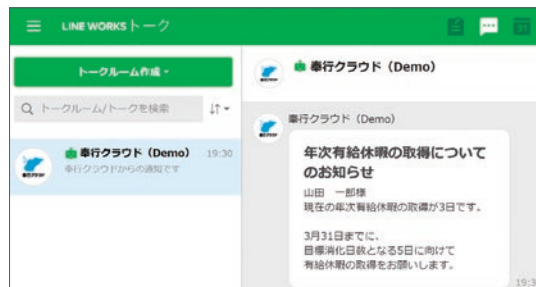 LINE WORKSトーク
31
トークルーム作成
トークルーム/トークを検索
奉行クラウド（Demo）
19:30
奉行クラウドからの通知です
奉行クラウド（Demo）
奉行クラウド（Demo）
年次有給休暇の取得について
のお知らせ
山田　一郎様
現在の年次有給休暇の取得が3日です。
3月31日までに、
目標消化日数となる5日に向けて
有給休暇の取得をお願いします。